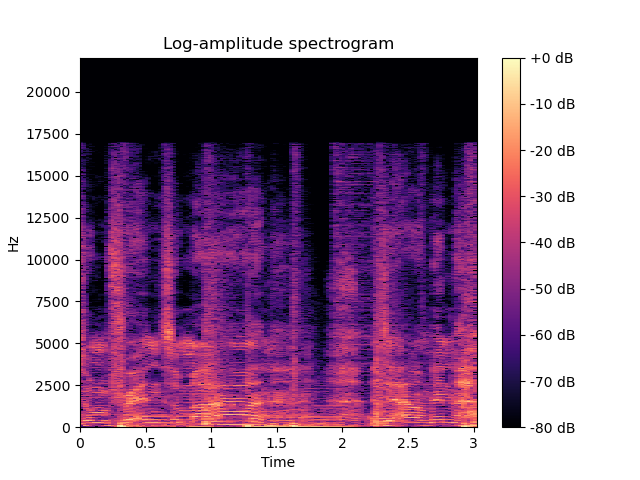 Log-amplitude spectrogram
+0 dB
-10 dB
-20 dB
-30 dB
-40 dB
-50 dB
-60 dB
-70 dB
-80 dB
20000
17500
15000
12500
10000
7500
5000
2500
0
Hz
0 0.5 1 1.5 2 2.5 3
Time